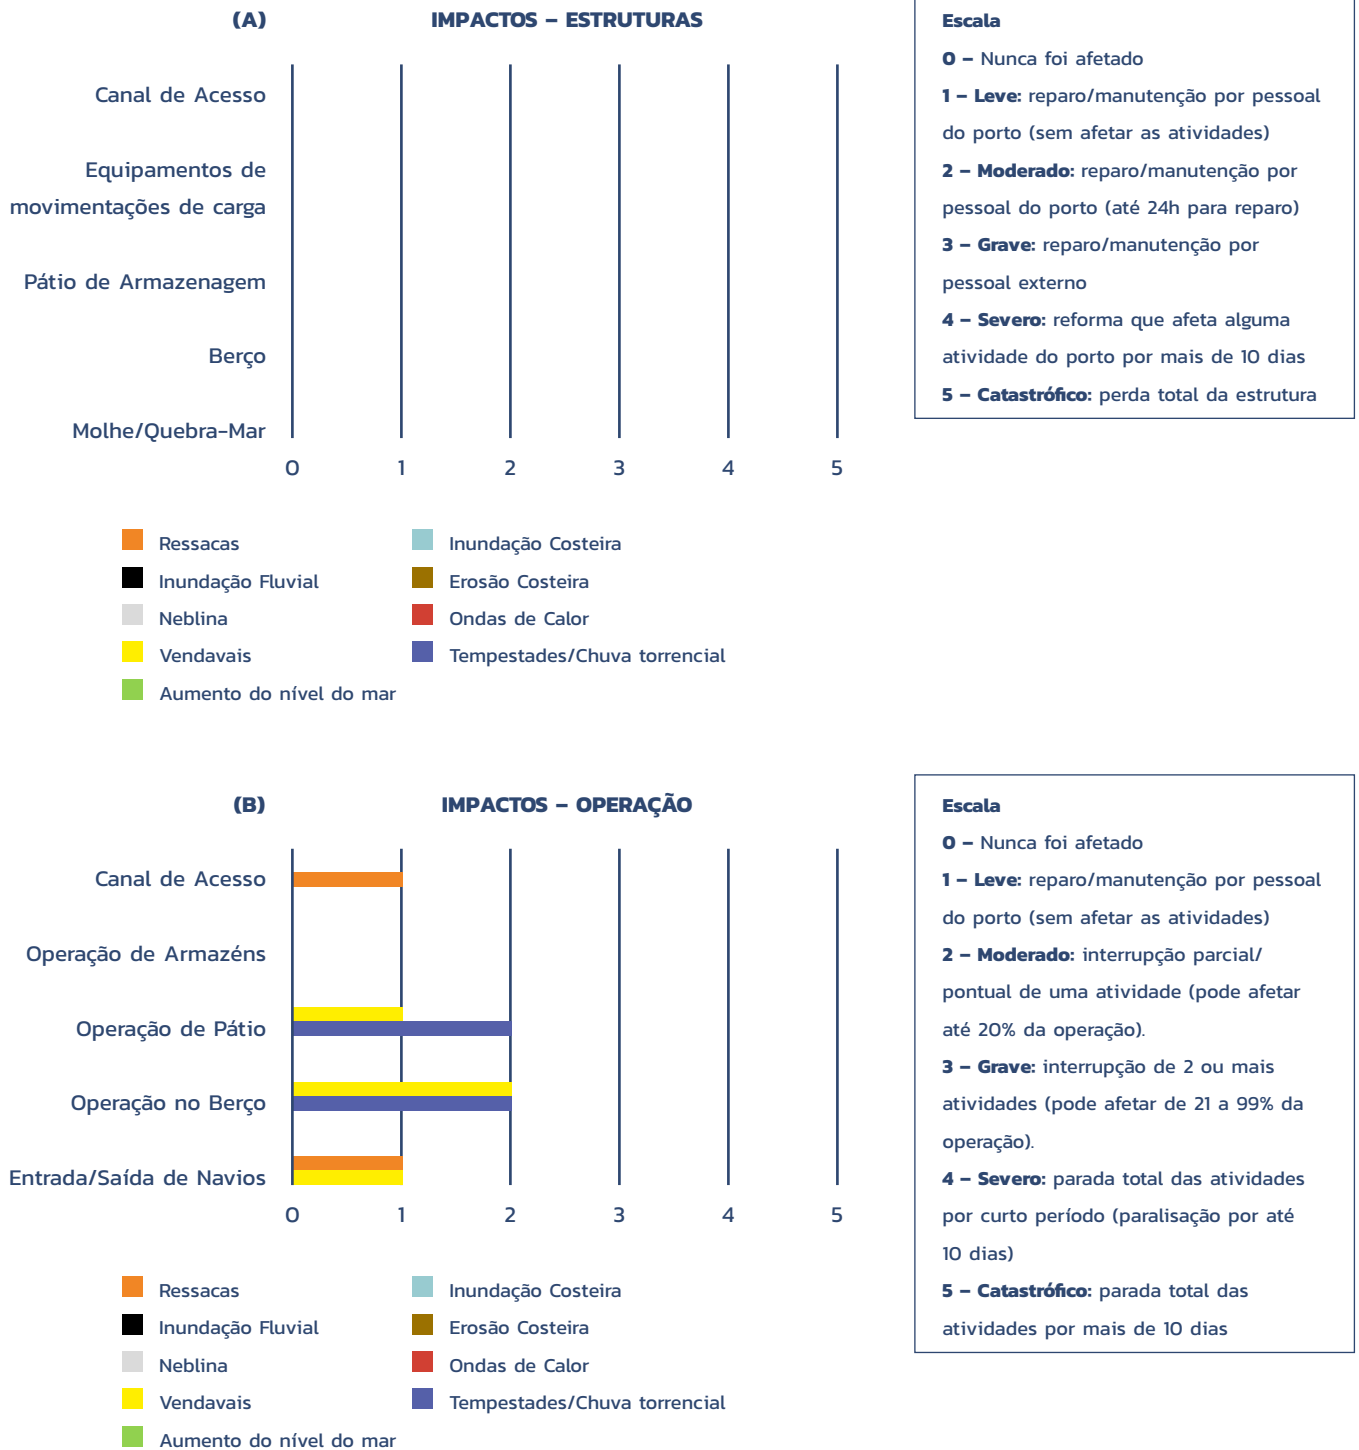 (A) IMPACTOS – ESTRUTURAS
Canal de Acesso
Equipamentos de
movimentações de carga
Pátio de Armazenagem
Berço
Molhe/Quebra-Mar
0 1 2 3 4 5
Ressacas
Inundação Fluvial
Neblina
Vendavais
Aumento do nível do mar
Inundação Costeira
Erosão Costeira
Ondas de Calor
Tempestades/Chuva torrencial
Escala
0 – Nunca foi afetado
1 – Leve: reparo/manutenção por pessoal
do porto (sem afetar as atividades)
2 – Moderado: reparo/manutenção por
pessoal do porto (até 24h para reparo)
3 – Grave: reparo/manutenção por
pessoal externo
4 – Severo: reforma que afeta alguma
atividade do porto por mais de 10 dias
5 – Catastrófico: perda total da estrutura
(B) IMPACTOS – OPERAÇÃO
Canal de Acesso
Operação de Armazéns
Operação de Pátio
Operação no Berço
Entrada/Saída de Navios
0 1 2 3 4 5
Ressacas
Inundação Fluvial
Neblina
Vendavais
Aumento do nível do mar
Inundação Costeira
Erosão Costeira
Ondas de Calor
Tempestades/Chuva torrencial
Escala
0 – Nunca foi afetado
1 – Leve: reparo/manutenção por pessoal
do porto (sem afetar as atividades)
2 – Moderado: interrupção parcial/
pontual de uma atividade (pode afetar
até 20% da operação).
3 – Grave: interrupção de 2 ou mais
atividades (pode afetar de 21 a 99% da
operação).
4 – Severo: parada total das atividades
por curto período (paralisação por até
10 dias)
5 – Catastrófico: parada total das
atividades por mais de 10 dias